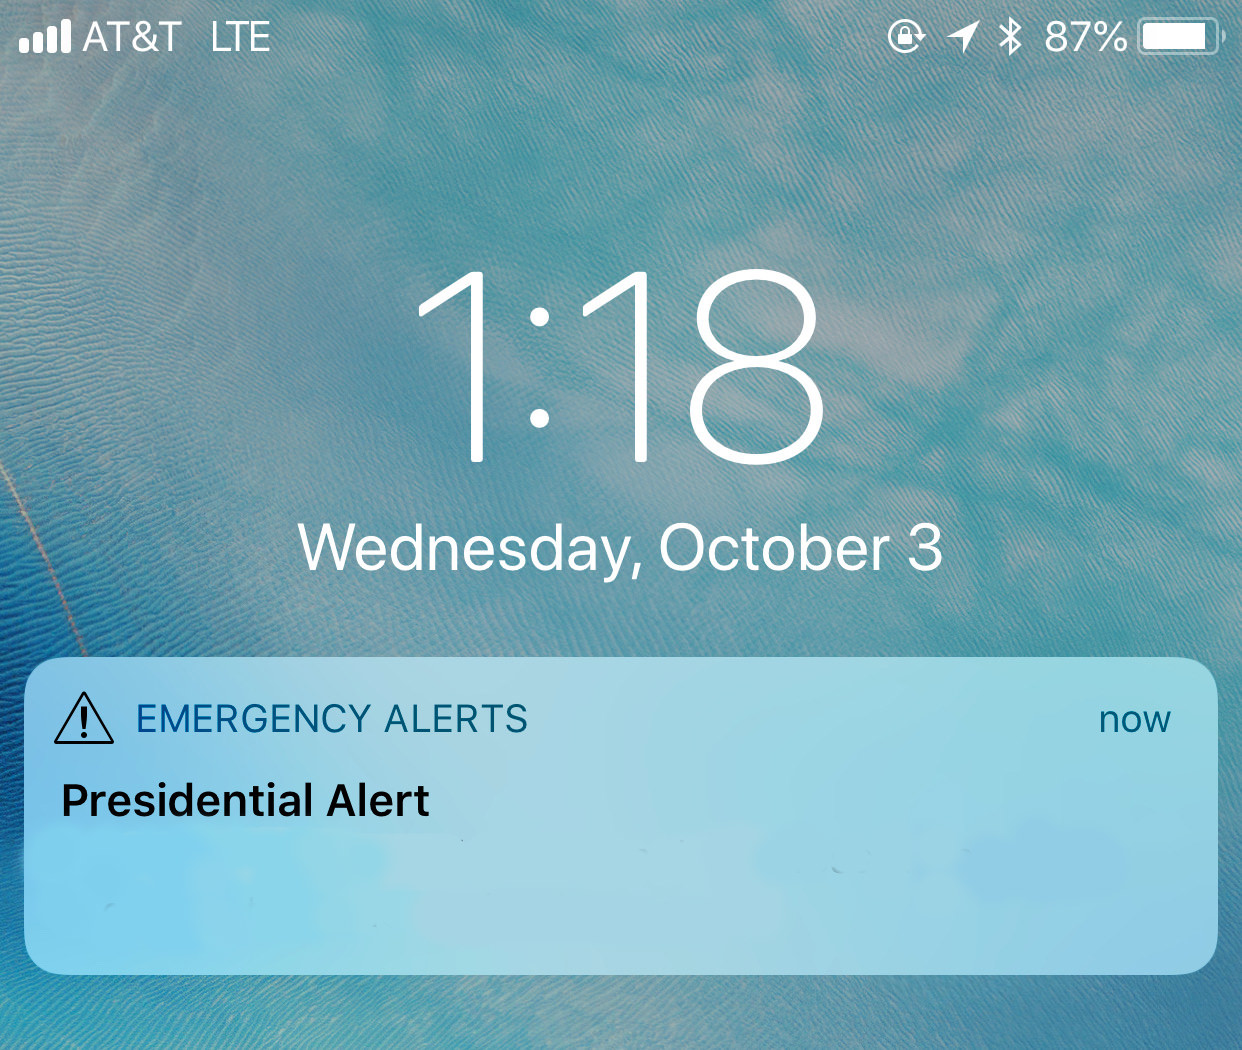 AT&T LTE 87%
1:18
Wednesday, October 3
EMERGENCY ALERTS now
Presidential Alert